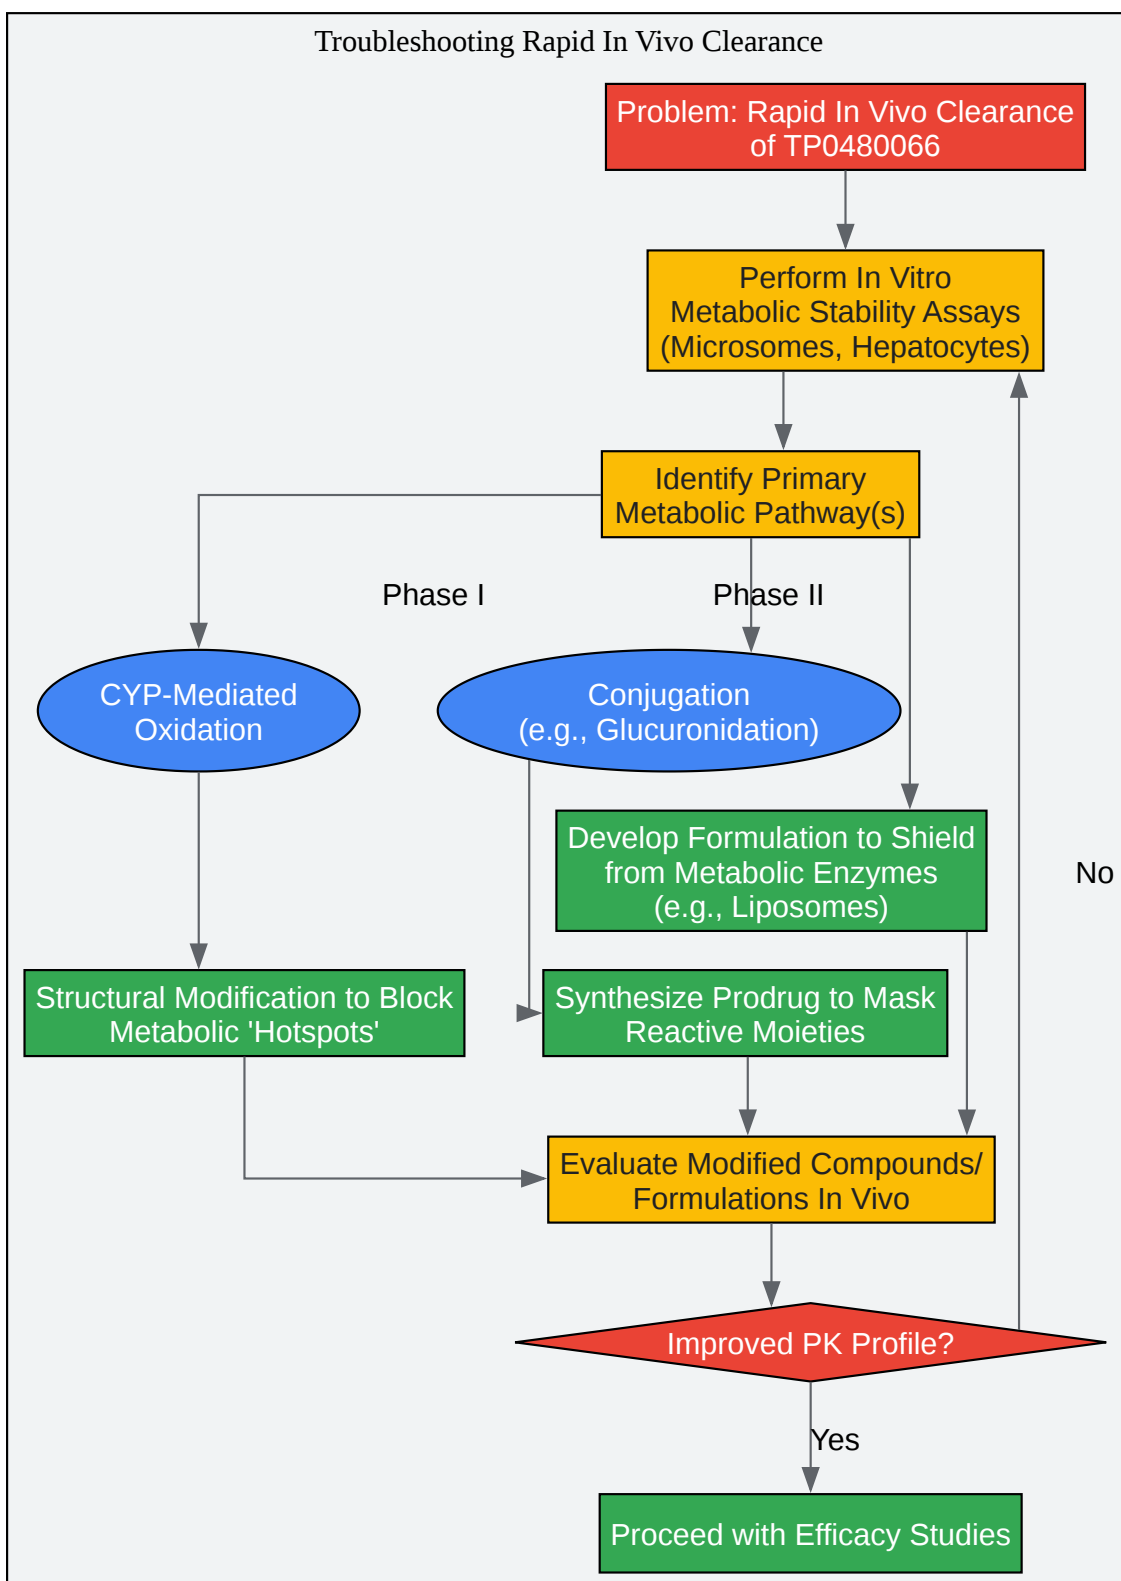 Troubleshooting Rapid In Vivo Clearance
Problem: Rapid In Vivo Clearance
of TP0480066
Perform In Vitro
Metabolic Stability Assays
(Microsomes, Hepatocytes)
Identify Primary
Metabolic Pathway(s)
Phase I
Phase II
CYP-Mediated
Oxidation
Conjugation
(e.g., Glucuronidation)
Develop Formulation to Shield
from Metabolic Enzymes
(e.g., Liposomes)
No
Structural Modification to Block
Metabolic 'Hotspots'
Synthesize Prodrug to Mask
Reactive Moieties
Evaluate Modified Compounds/
Formulations In Vivo
Improved PK Profile?
Yes
Proceed with Efficacy Studies